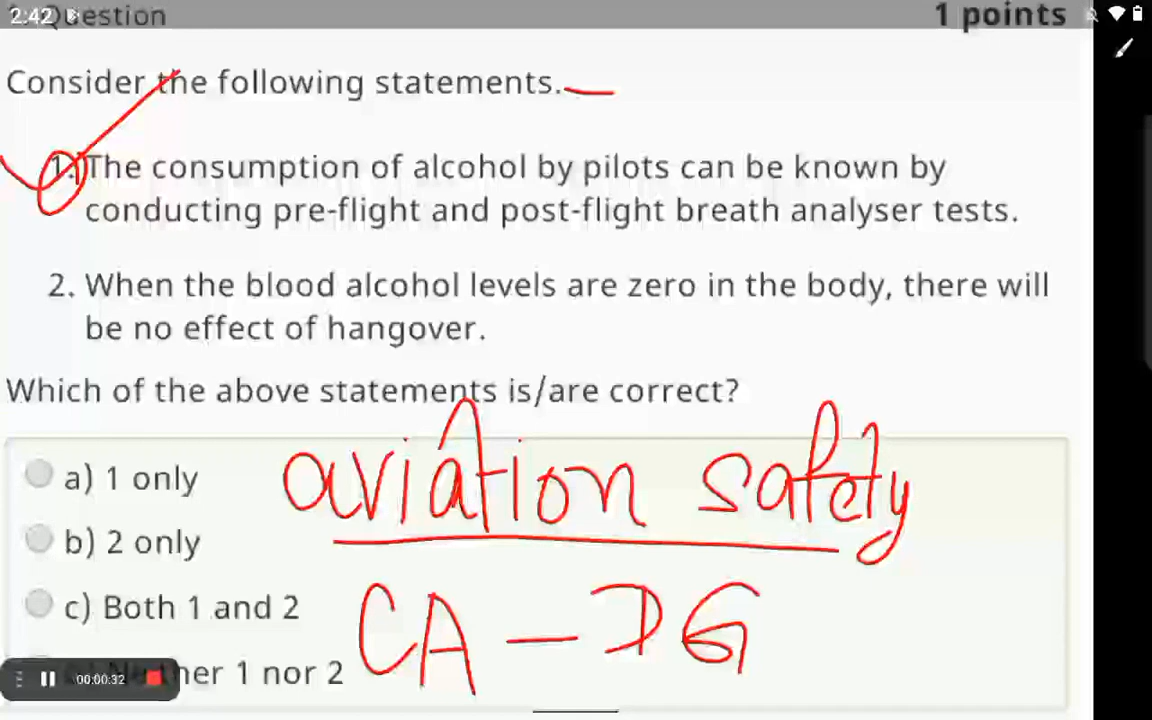 2:42 Question 1 points
Consider the following statements.
1. The consumption of alcohol by pilots can be known by
conducting pre-flight and post-flight breath analyser tests.
2. When the blood alcohol levels are zero in the body, there will
be no effect of hangover.
Which of the above statements is/are correct?
a) 1 only
aviation safety
b) 2 only
c) Both 1 and 2
CA - DG
00:00:32 her 1 nor 2